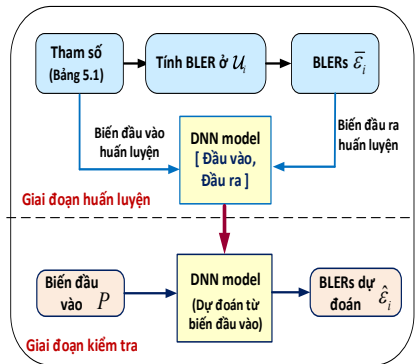 Tham số
(Bảng 5.1)
Tính BLER ở 𝒰ᵢ
BLERs ε̅ᵢ
Biến đầu vào
huấn luyện
DNN model
[ Đầu vào,
Đầu ra ]
Biến đầu ra
huấn luyện
Giai đoạn huấn luyện
Biến đầu
vào P
DNN model
(Dự đoán từ
biến đầu vào)
BLERs dự
đoán ε̂ᵢ
Giai đoạn kiểm tra